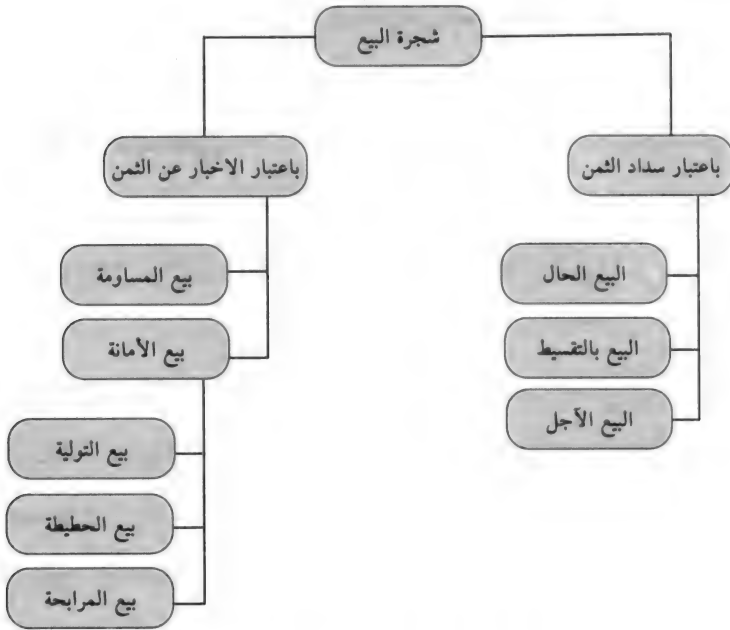 شجرة البيع
باعتبار سداد الثمن
البيع الحال
البيع بالتقسيط
البيع الآجل
باعتبار الاخبار عن الثمن
بيع المساومة
بيع الأمانة
بيع التولية
بيع الحطيطة
بيع المرابحة